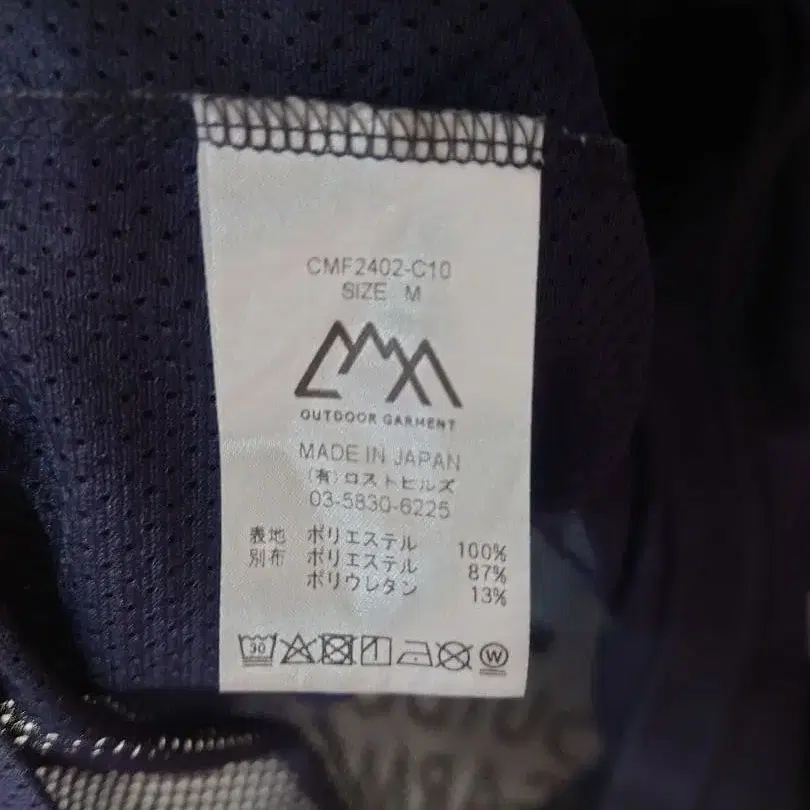 CMF2402-C10
SIZE M
OUTDOOR GARMENT
MADE IN JAPAN
(有)ロストヒルズ
03-5830-6225
表地 ポリエステル 100%
別布 ポリエステル 87%
ポリウレタン 13%
30
W